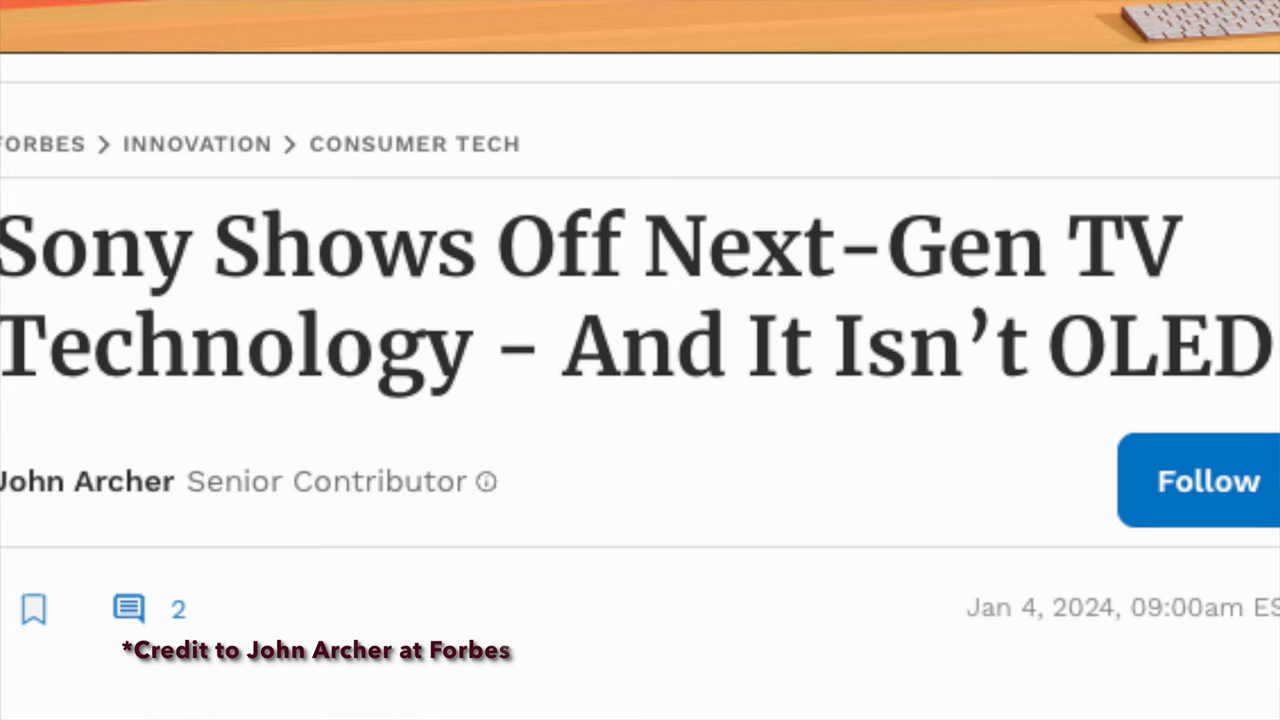 FORBES > INNOVATION > CONSUMER TECH
Sony Shows Off Next-Gen TV
Technology – And It Isn’t OLED
John Archer Senior Contributor
Follow
2
Jan 4, 2024, 09:00am ES
*Credit to John Archer at Forbes